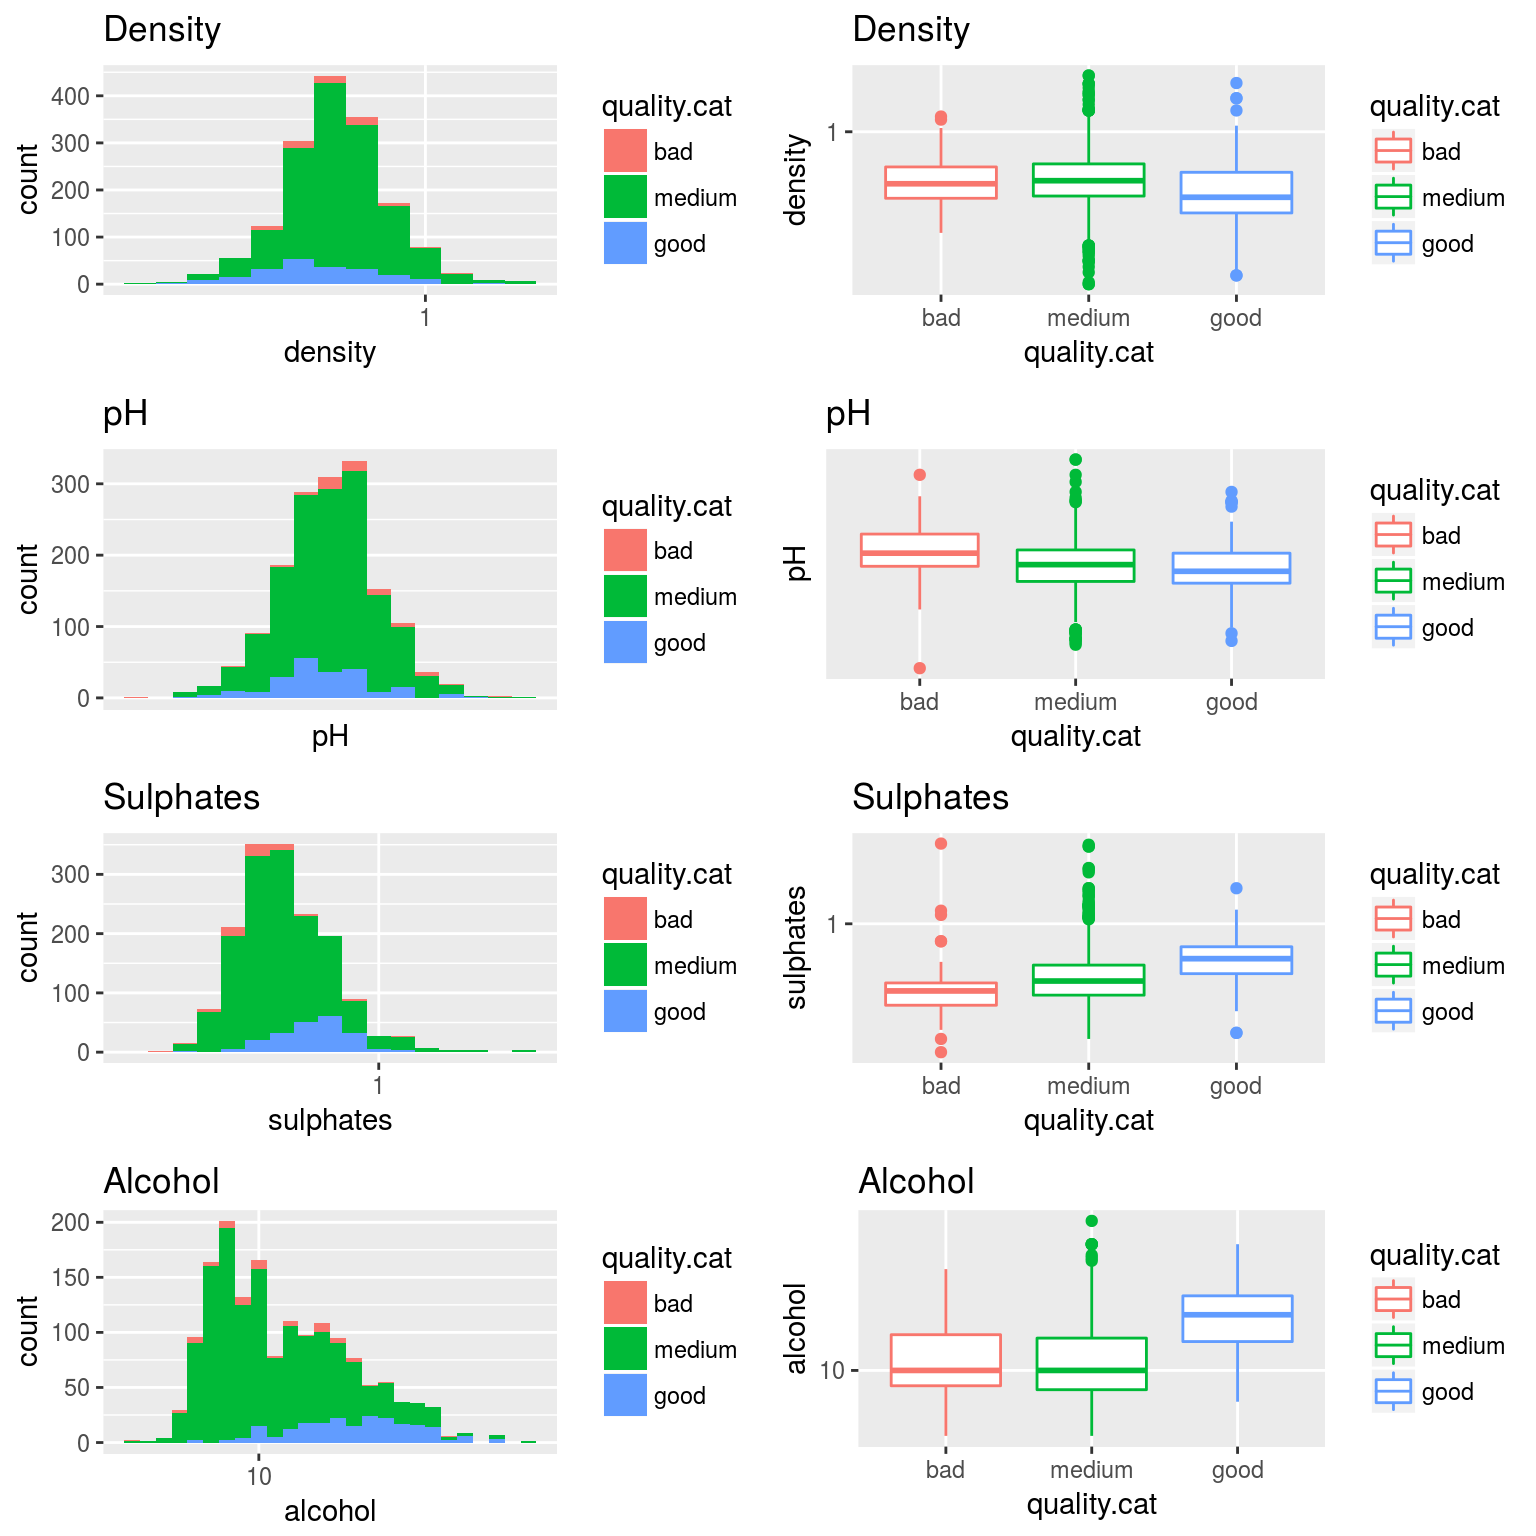 Density
count
400
300
200
100
0
1
density
quality.cat
bad
medium
good
Density
density
1
bad
medium
good
quality.cat
quality.cat
bad
medium
good
pH
count
300
200
100
0
pH
quality.cat
bad
medium
good
pH
pH
bad
medium
good
quality.cat
quality.cat
bad
medium
good
Sulphates
count
300
200
100
0
1
sulphates
quality.cat
bad
medium
good
Sulphates
sulphates
1
bad
medium
good
quality.cat
quality.cat
bad
medium
good
Alcohol
count
200
150
100
50
0
10
alcohol
quality.cat
bad
medium
good
Alcohol
alcohol
10
bad
medium
good
quality.cat
quality.cat
bad
medium
good